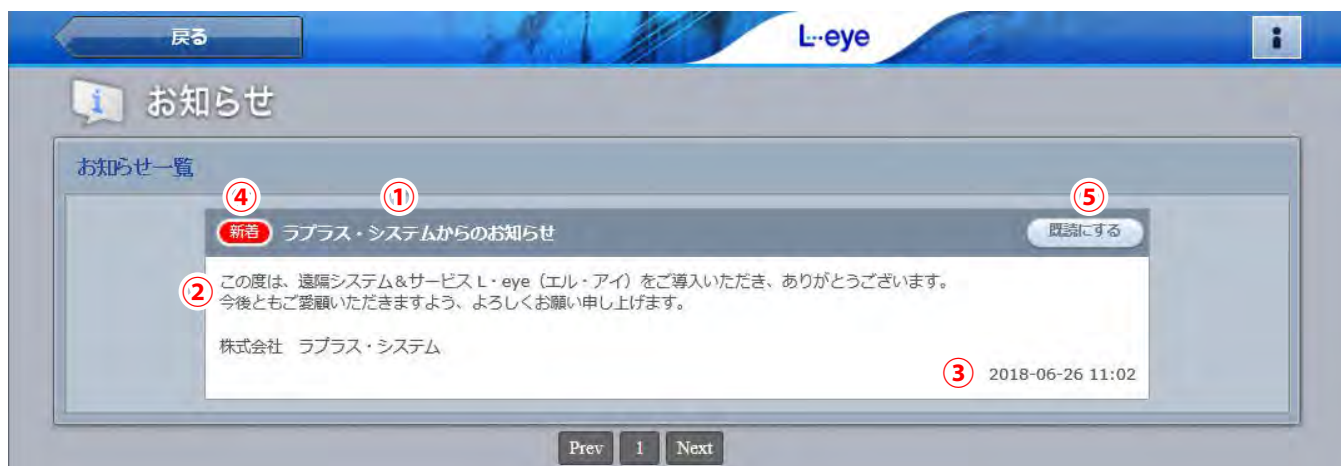 戻る
L・・eye
i
お知らせ
お知らせ一覧
④ ① ⑤
新着 ラプラス・システムからのお知らせ 既読にする
② この度は、遠隔システム＆サービス L・eye（エル・アイ）をご導入いただき、ありがとうございます。
今後ともご愛顧いただきますよう、よろしくお願い申し上げます。
株式会社　ラプラス・システム
③ 2018-06-26 11:02
Prev 1 Next